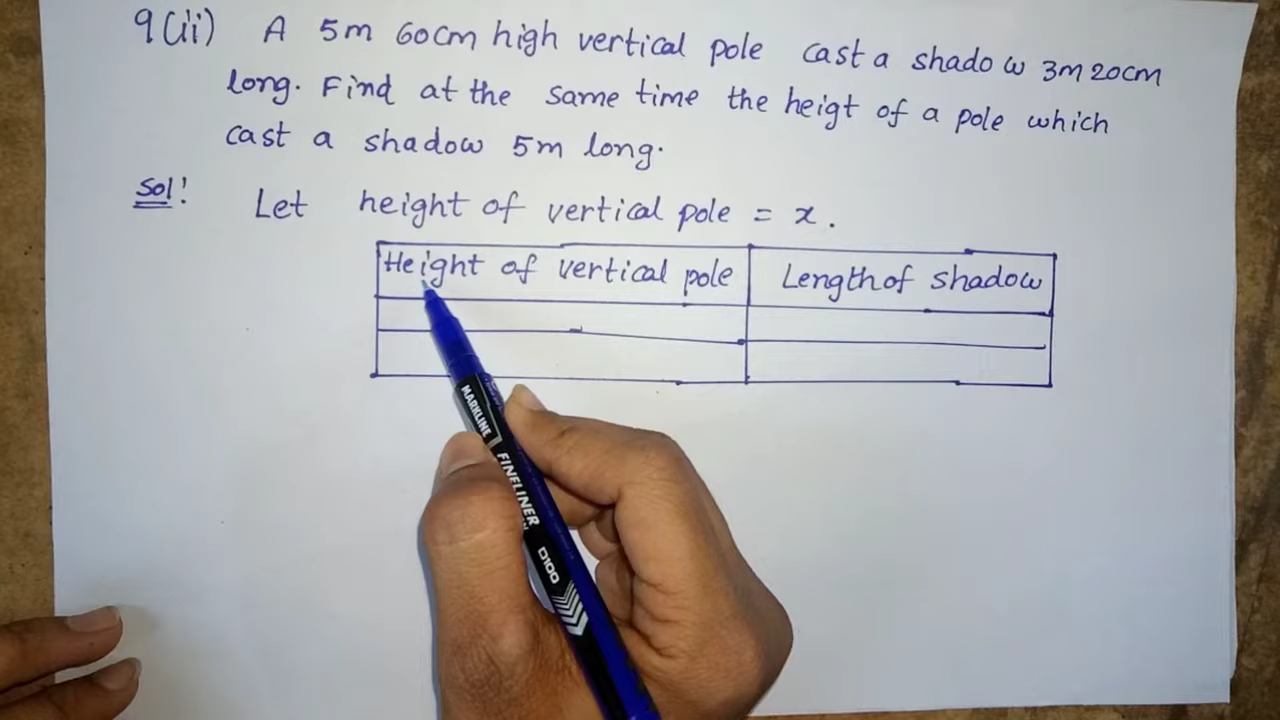 9(ii) A 5m 60cm high vertical pole cast a shadow 3m 20cm
long. Find at the same time the heigt of a pole which
cast a shadow 5m long.
Sol! Let height of vertical pole = x.
Height of vertical pole Length of shadow
MARKLINE FINELINER D100